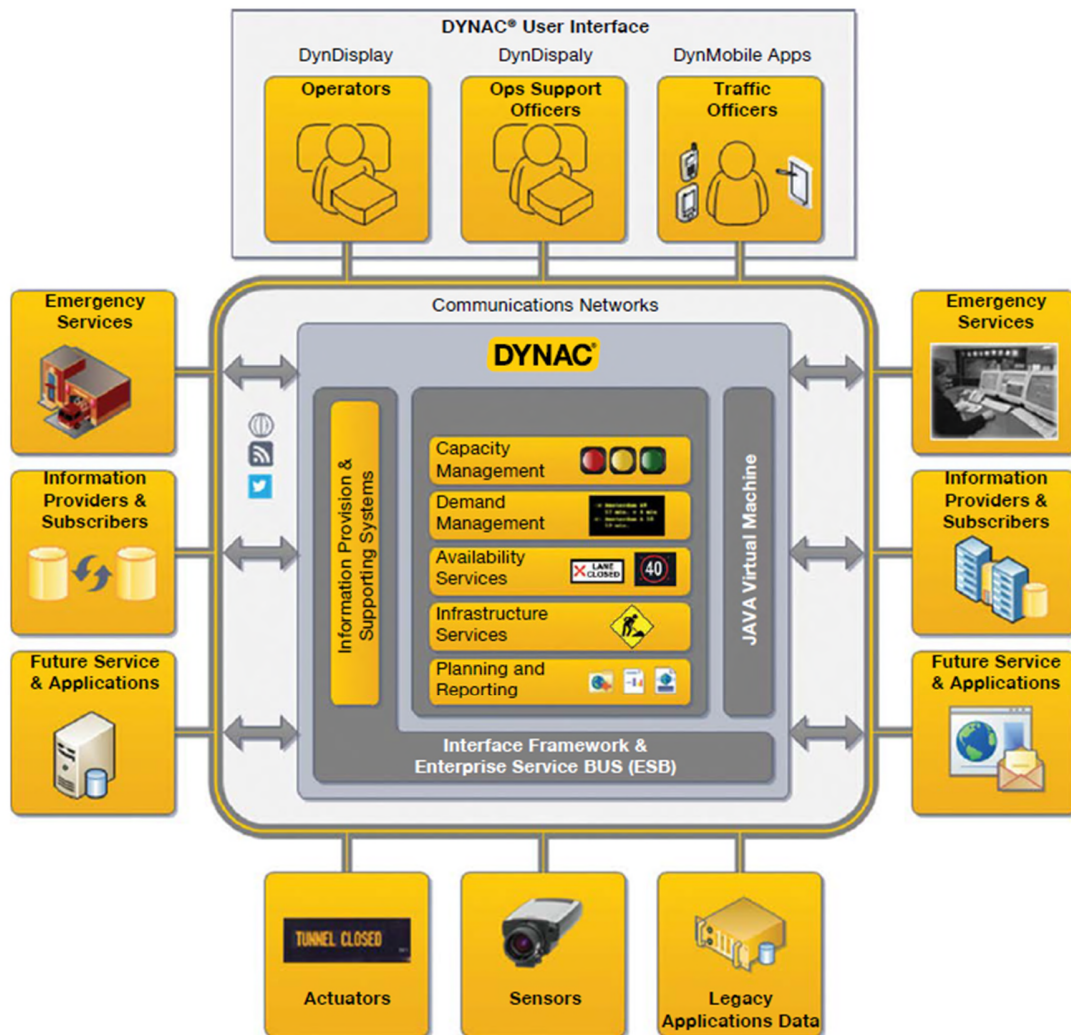 DYNAC® User Interface
DynDisplay
DynDispaly
DynMobile Apps
Operators
Ops Support
Officers
Traffic
Officers
Communications Networks
Emergency
Services
Emergency
Services
DYNAC®
Information Provision &
Supporting Systems
Capacity
Management
Demand
Management
Availability
Services
LANE
CLOSED
40
Infrastructure
Services
Planning and
Reporting
JAVA Virtual Machine
Information
Providers &
Subscribers
Information
Providers &
Subscribers
Future Service
& Applications
Future Service
& Applications
Interface Framework &
Enterprise Service BUS (ESB)
TUNNEL CLOSED
Actuators
Sensors
Legacy
Applications Data